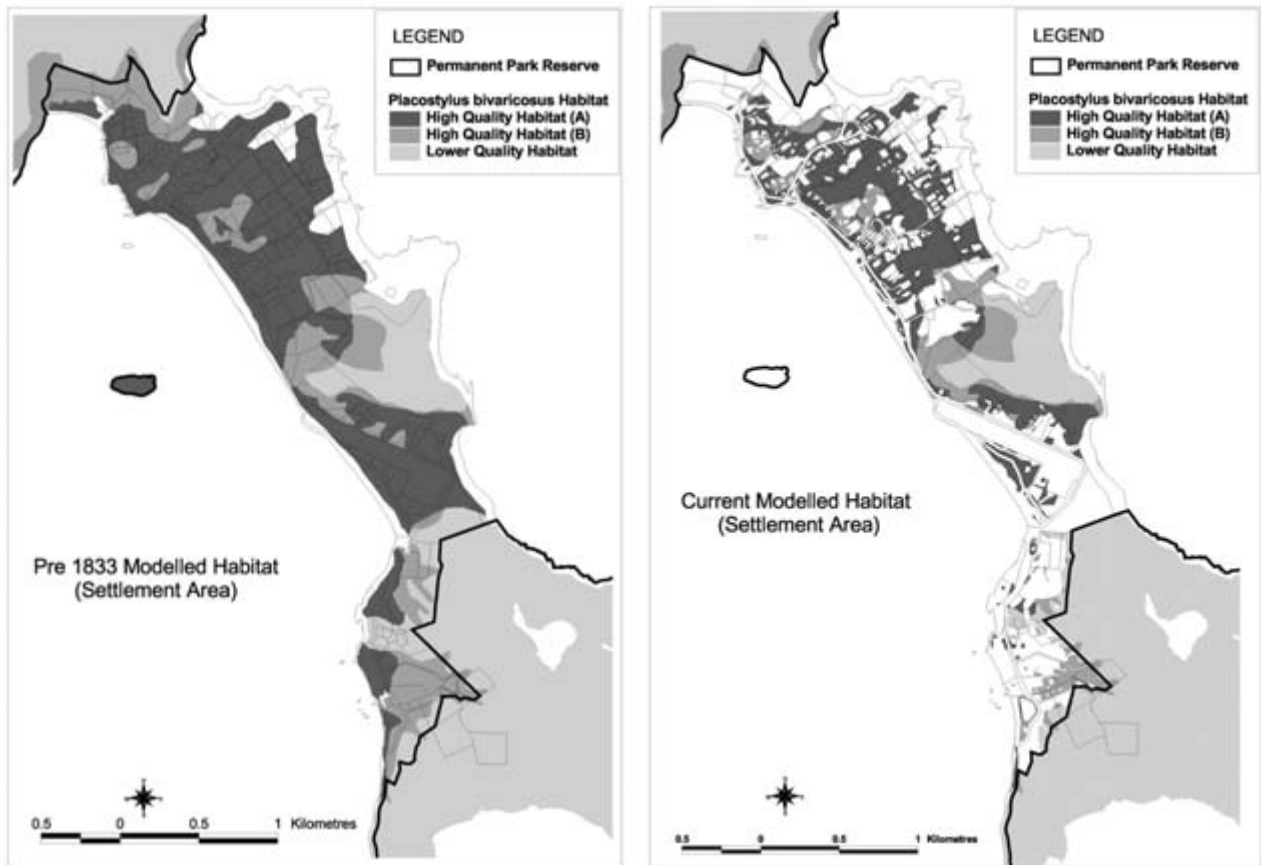 LEGEND
Permanent Park Reserve
Placostylus bivaricosus Habitat
High Quality Habitat (A)
High Quality Habitat (B)
Lower Quality Habitat
Pre 1833 Modelled Habitat
(Settlement Area)
0.5 0 0.5 1 Kilometres
LEGEND
Permanent Park Reserve
Placostylus bivaricosus Habitat
High Quality Habitat (A)
High Quality Habitat (B)
Lower Quality Habitat
Current Modelled Habitat
(Settlement Area)
0.5 0 0.5 1 Kilometres